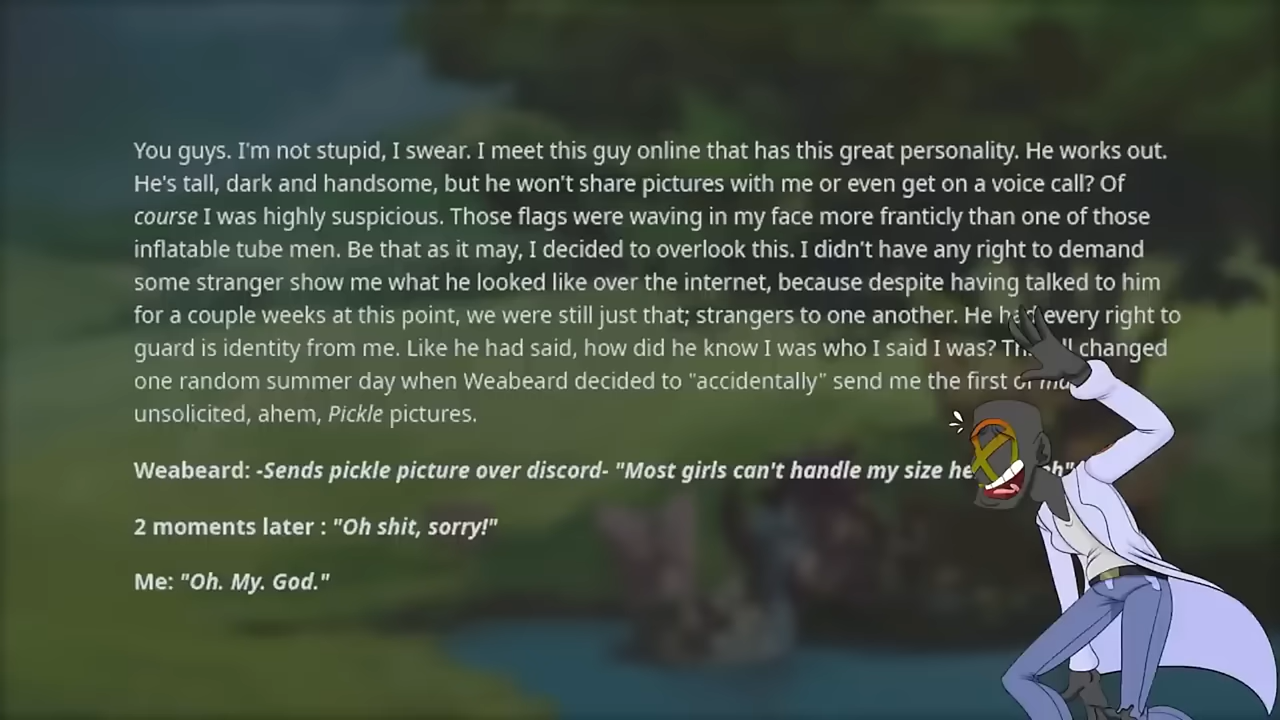 You guys. I'm not stupid, I swear. I meet this guy online that has this great personality. He works out.
He's tall, dark and handsome, but he won't share pictures with me or even get on a voice call? Of
course I was highly suspicious. Those flags were waving in my face more franticly than one of those
inflatable tube men. Be that as it may, I decided to overlook this. I didn't have any right to demand
some stranger show me what he looked like over the internet, because despite having talked to him
for a couple weeks at this point, we were still just that; strangers to one another. He had every right to
guard is identity from me. Like he had said, how did he know I was who I said I was? changed
one random summer day when Weabeard decided to "accidentally" send me the first of
unsolicited, ahem, Pickle pictures.
Weabeard: -Sends pickle picture over discord- "Most girls can't handle my size
2 moments later : "Oh shit, sorry!"
Me: "Oh. My. God."